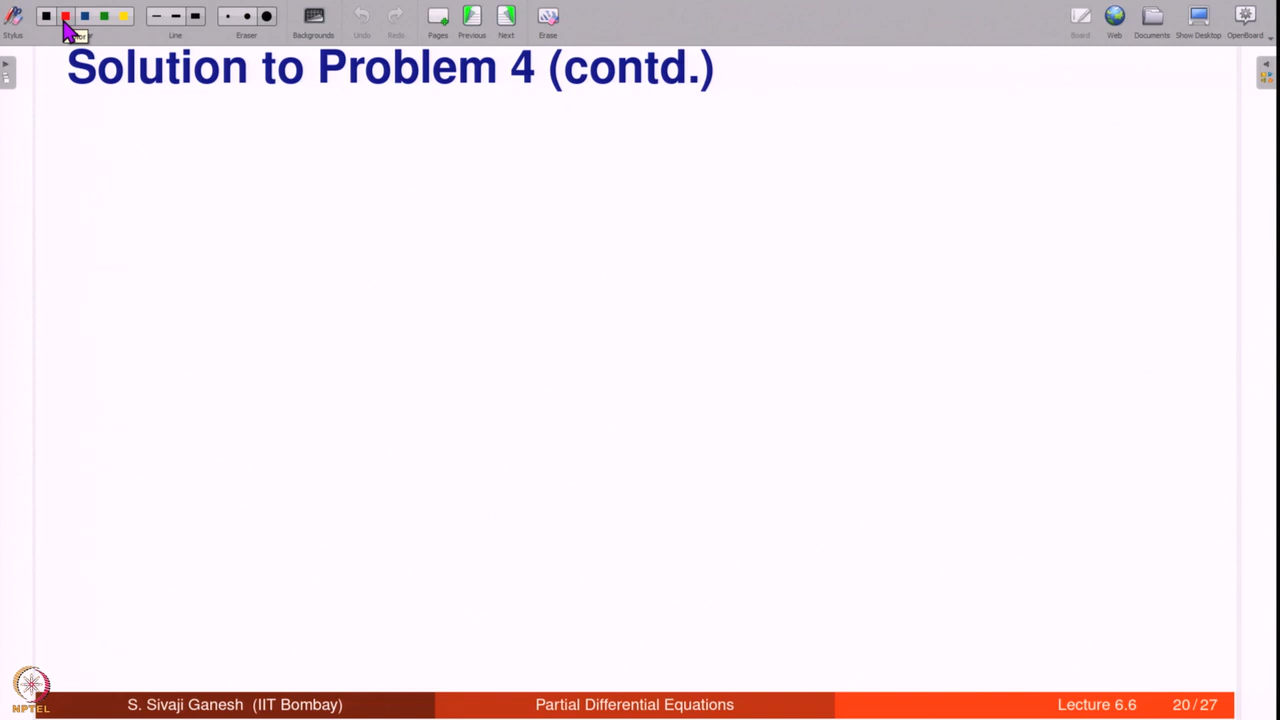 Stylus
Color
Line
Eraser
Backgrounds
Undo
Redo
Pages
Previous
Next
Erase
Board
Web
Documents
Show Desktop
OpenBoard
Solution to Problem 4 (contd.)
NPTEL
S. Sivaji Ganesh (IIT Bombay)
Partial Differential Equations
Lecture 6.6
20/27